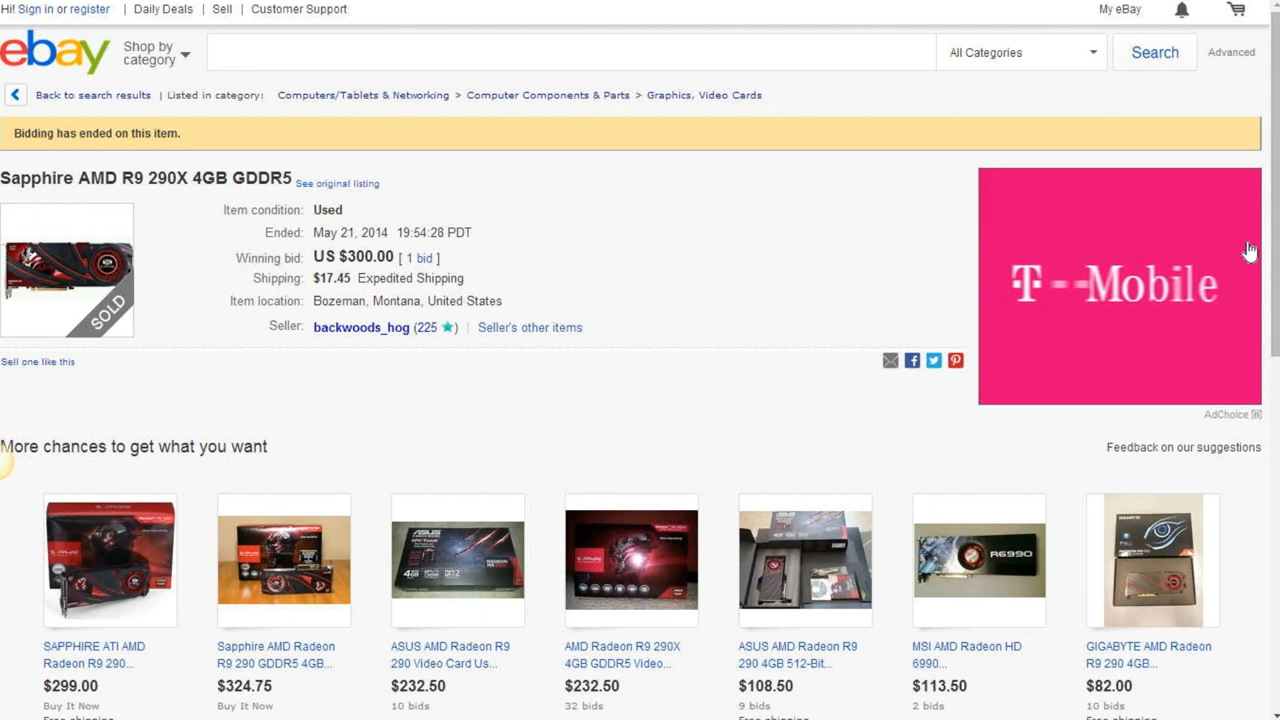 Hi! Sign in or register | Daily Deals | Sell | Customer Support My eBay
ebay Shop by category All Categories Search Advanced
Back to search results | Listed in category: Computers/Tablets & Networking > Computer Components & Parts > Graphics, Video Cards
Bidding has ended on this item.
Sapphire AMD R9 290X 4GB GDDR5 See original listing
Item condition: Used
Ended: May 21, 2014 19:54:28 PDT
Winning bid: US $300.00 [ 1 bid ]
Shipping: $17.45 Expedited Shipping
Item location: Bozeman, Montana, United States
Seller: backwoods_hog (225 ) | Seller's other items
SOLD
T--Mobile
Sell one like this
AdChoice
More chances to get what you want Feedback on our suggestions
ASUS
R6990
GIGABYTE
SAPPHIRE ATI AMD
Radeon R9 290...
$299.00
Buy It Now
Free shipping
Sapphire AMD Radeon
R9 290 GDDR5 4GB...
$324.75
Buy It Now
ASUS AMD Radeon R9
290 Video Card Us...
$232.50
10 bids
AMD Radeon R9 290X
4GB GDDR5 Video...
$232.50
32 bids
ASUS AMD Radeon R9
290 4GB 512-Bit...
$108.50
9 bids
Free shipping
MSI AMD Radeon HD
6990...
$113.50
2 bids
GIGABYTE AMD Radeon
R9 290 4GB...
$82.00
10 bids
Free shipping